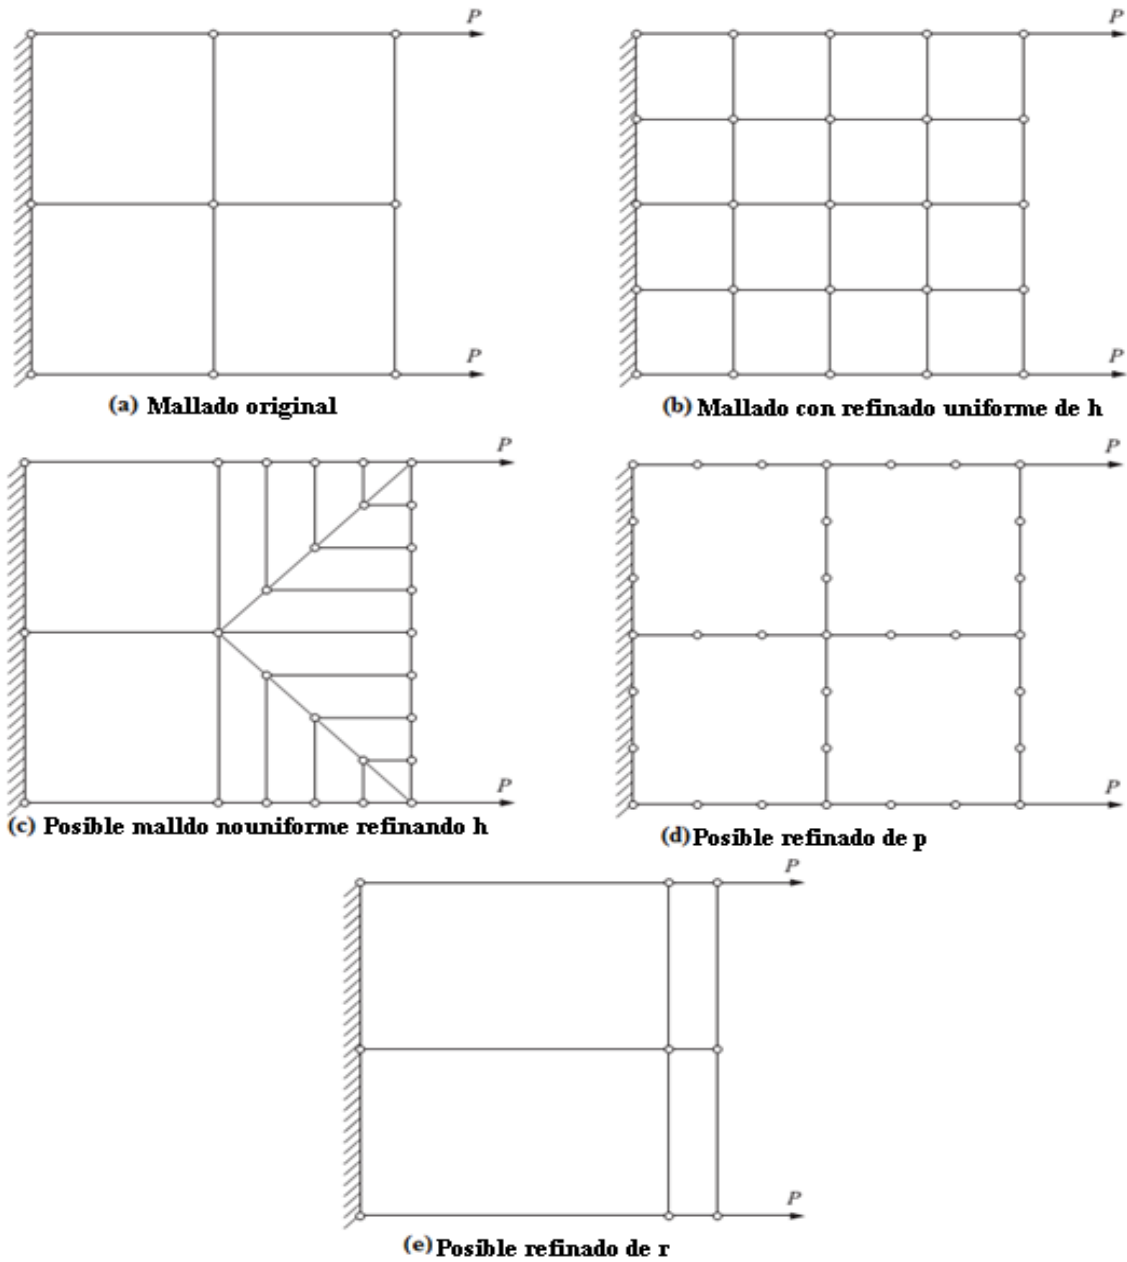 P
P
P
P
(a) Mallado original
(b) Mallado con refinado uniforme de h
P
P
P
P
(c) Posible malldo nouniforme refinando h
(d) Posible refinado de p
P
P
(e) Posible refinado de r